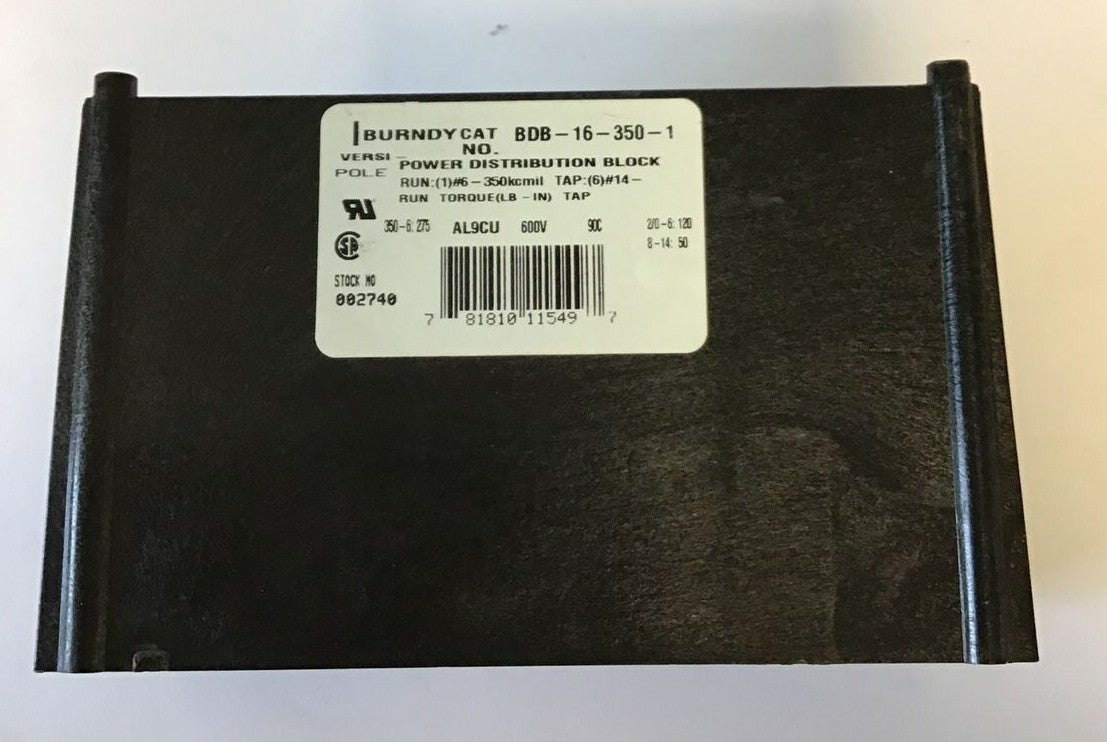 BURNDY CAT NO. BDB-16-350-1
VERSI-POLE POWER DISTRIBUTION BLOCK
RUN:(1)#6-350kcmil TAP:(6)#14-
RUN TORQUE(LB-IN) TAP
350-6: 275 AL9CU 600V 90C 2/0-6: 120
8-14: 50
STOCK NO
002740
7 81810 11549 7